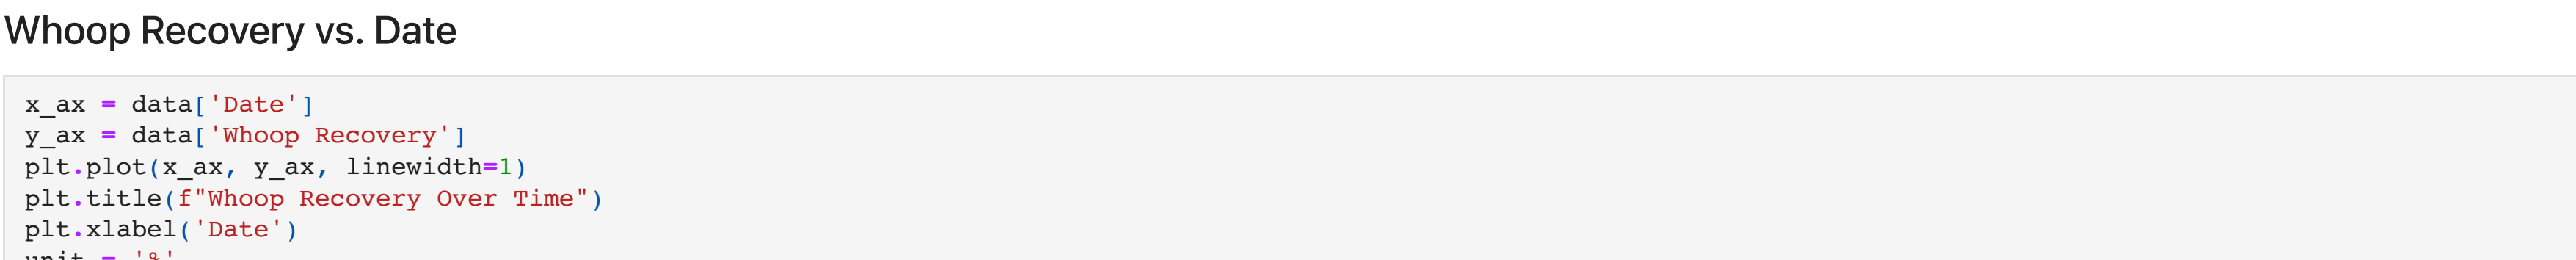 Whoop Recovery vs. Date
x_ax = data['Date']
y_ax = data['Whoop Recovery']
plt.plot(x_ax, y_ax, linewidth=1)
plt.title(f"Whoop Recovery Over Time")
plt.xlabel('Date')
unit = '%'